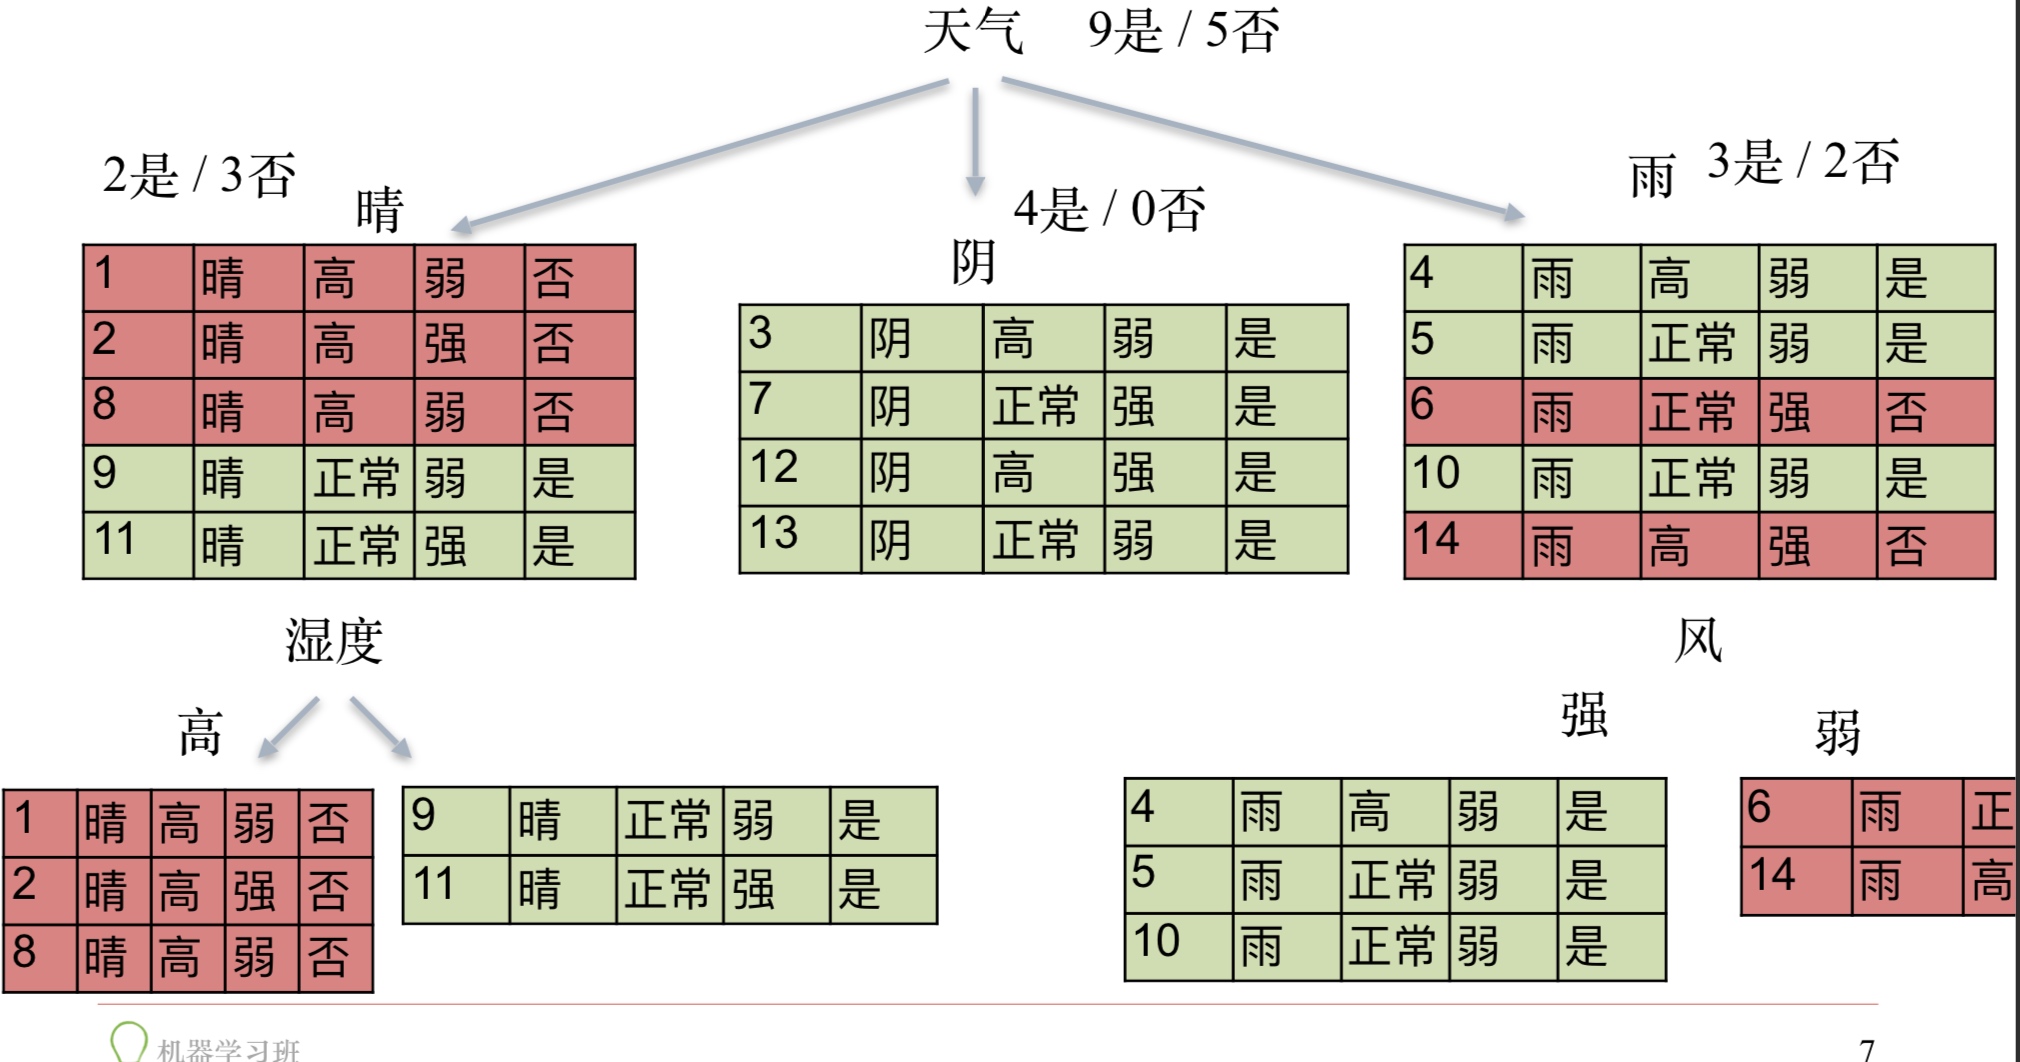 天气 9是 / 5否
2是 / 3否
晴
4是 / 0否
阴
雨 3是 / 2否
1 晴 高 弱 否
2 晴 高 强 否
8 晴 高 弱 否
9 晴 正常 弱 是
11 晴 正常 强 是
3 阴 高 弱 是
7 阴 正常 强 是
12 阴 高 强 是
13 阴 正常 弱 是
4 雨 高 弱 是
5 雨 正常 弱 是
6 雨 正常 强 否
10 雨 正常 弱 是
14 雨 高 强 否
湿度
高
1 晴 高 弱 否
2 晴 高 强 否
8 晴 高 弱 否
9 晴 正常 弱 是
11 晴 正常 强 是
风
强
弱
4 雨 高 弱 是
5 雨 正常 弱 是
10 雨 正常 弱 是
6 雨 正
14 雨 高
机器学习班
7